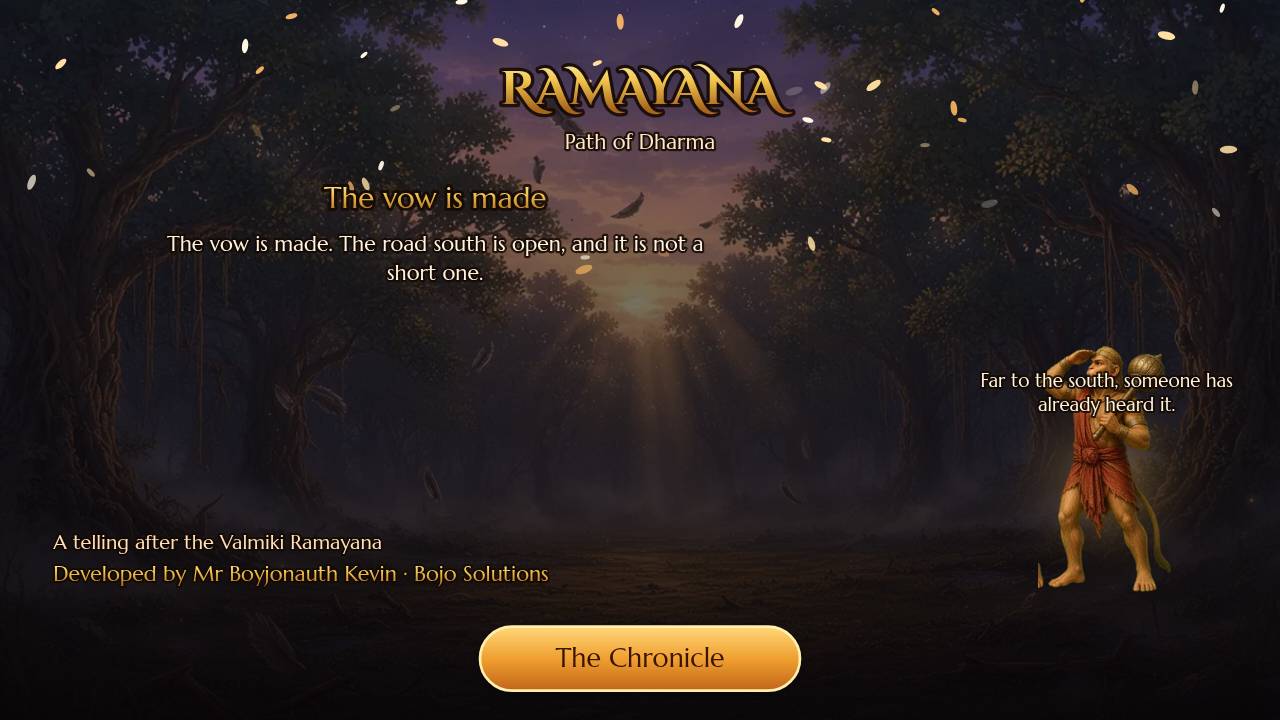 RAMAYANA
Path of Dharma
The vow is made
The vow is made. The road south is open, and it is not a
short one.
Far to the south, someone has
already heard it.
A telling after the Valmiki Ramayana
Developed by Mr Boyjonauth Kevin · Bojo Solutions
The Chronicle